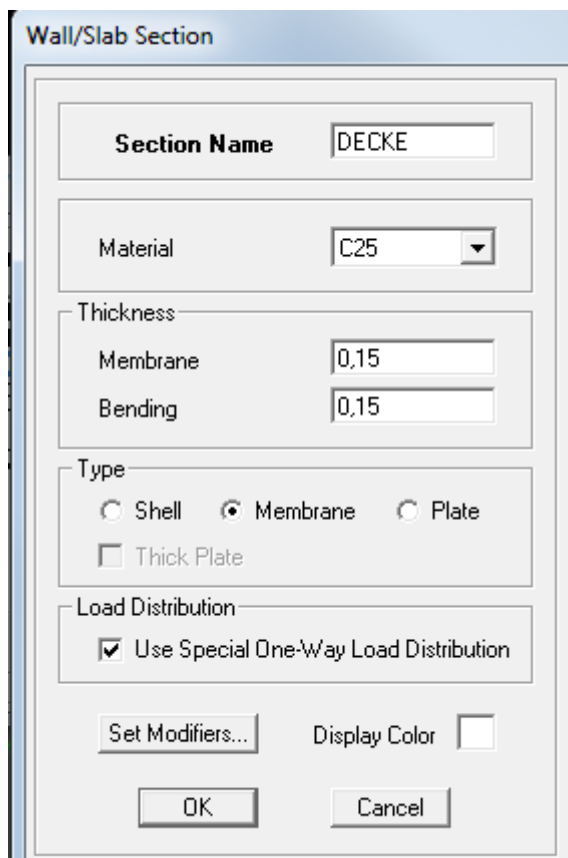 Wall/Slab Section
Section Name DECKE
Material C25
Thickness
Membrane 0,15
Bending 0,15
Type
Shell Membrane Plate
Thick Plate
Load Distribution
Use Special One-Way Load Distribution
Set Modifiers... Display Color
OK Cancel